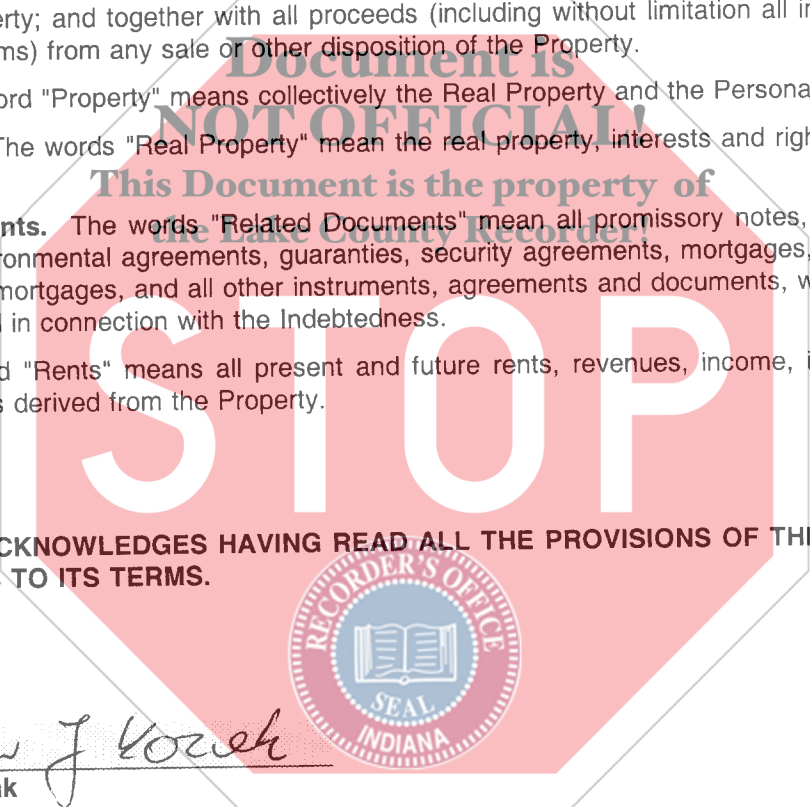 erty; and together with all proceeds (including without limitation all in
ms) from any sale or other disposition of the Property.
Document is
ord "Property" means collectively the Real Property and the Persona
NOT OFFICIAL!
The words "Real Property" mean the real property, interests and righ
This Document is the property of
nts. The words "Related Documents" mean all promissory notes,
the Lake County Recorder!
ronmental agreements, guaranties, security agreements, mortgages,
mortgages, and all other instruments, agreements and documents, w
in connection with the Indebtedness.
STOP
d "Rents" means all present and future rents, revenues, income, i
s derived from the Property.
CKNOWLEDGES HAVING READ ALL THE PROVISIONS OF THI
TO ITS TERMS.
RECORDER'S OFFICE
SEAL
INDIANA
J
ak